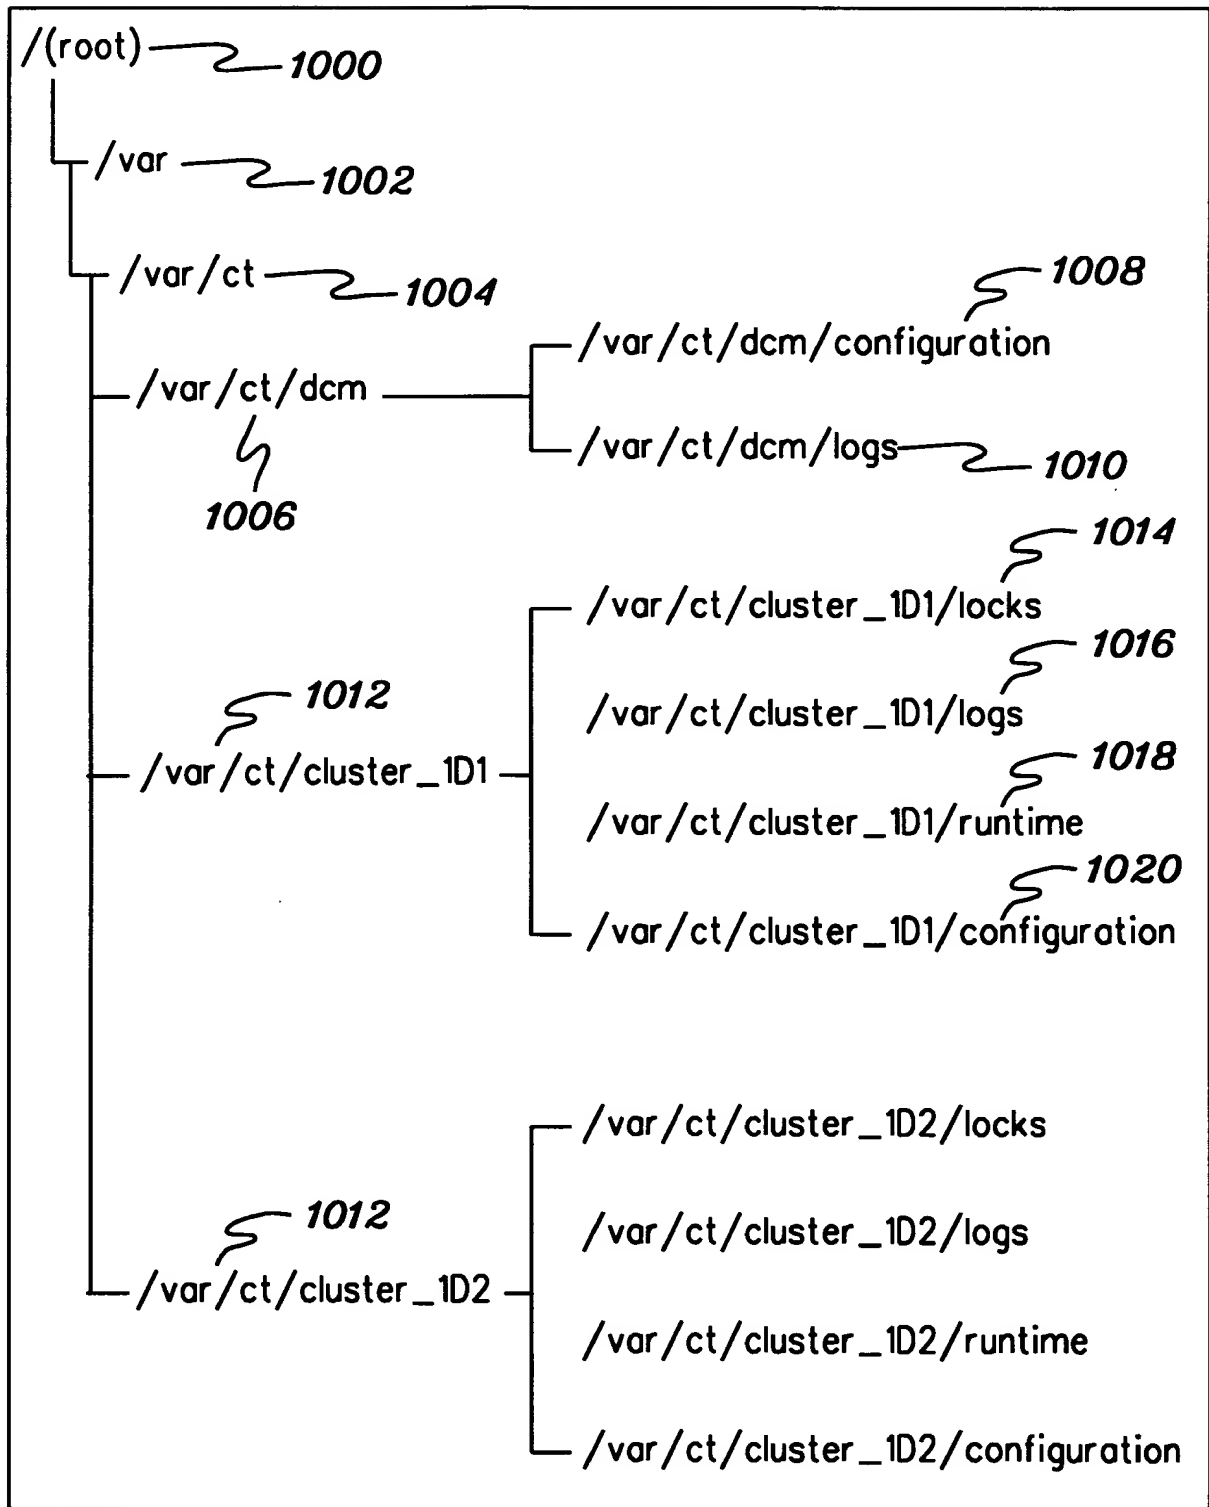 /(root) 1000
/var 1002
/var/ct 1004
1008
/var/ct/dcm/configuration
/var/ct/dcm
/var/ct/dcm/logs 1010
1006
1014
/var/ct/cluster_1D1/locks
1016
1012
/var/ct/cluster_1D1/logs
1018
/var/ct/cluster_1D1
/var/ct/cluster_1D1/runtime
1020
/var/ct/cluster_1D1/configuration
/var/ct/cluster_1D2/locks
1012
/var/ct/cluster_1D2/logs
/var/ct/cluster_1D2
/var/ct/cluster_1D2/runtime
/var/ct/cluster_1D2/configuration